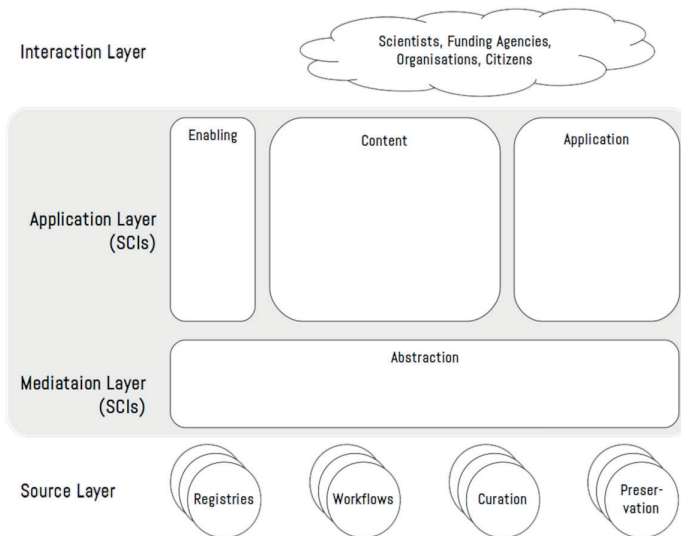 Interaction Layer
Scientists, Funding Agencies,
Organisations, Citizens
Enabling
Content
Application
Application Layer
(SCIs)
Abstraction
Mediataion Layer
(SCIs)
Source Layer
Registries
Workflows
Curation
Preser-
vation